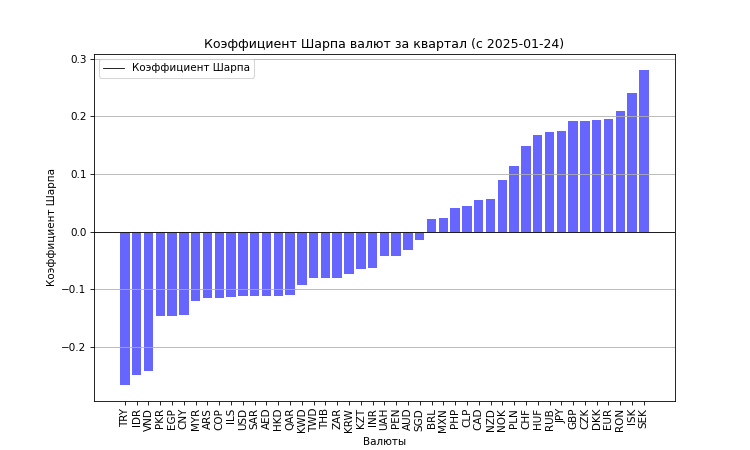 Коэффициент Шарпа валют за квартал (с 2025-01-24)
Коэффициент Шарпа
0.3
0.2
0.1
0.0
−0.1
−0.2
Коэффициент Шарпа
TRY IDR VND PKR EGP CNY MYR ARS COP ILS USD SAR AED HKD QAR KWD TWD THB ZAR KRW KZT INR UAH PEN AUD SGD BRL MXN PHP CLP CAD NZD NOK PLN CHF HUF RUB JPY GBP CZK DKK EUR RON ISK SEK
Валюты